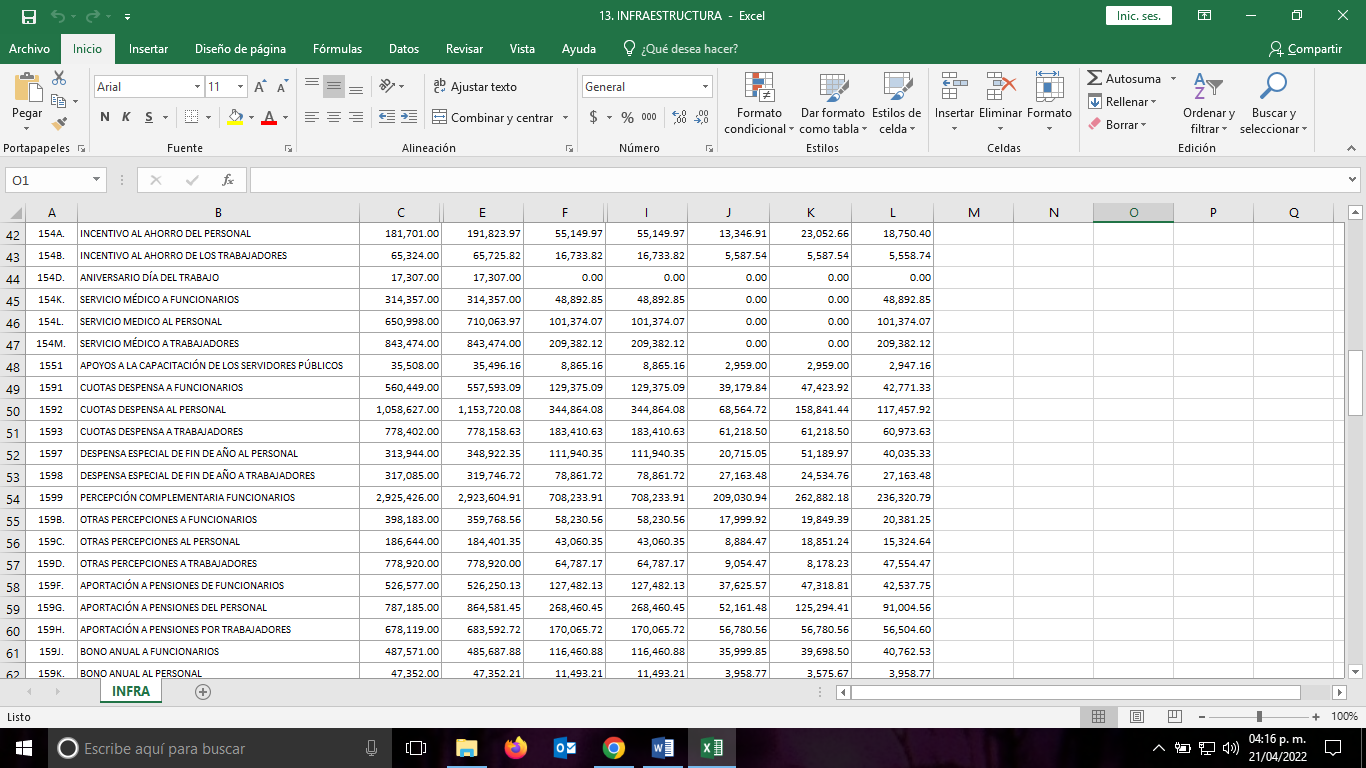 13. INFRAESTRUCTURA - Excel
Inic. ses.
Archivo Inicio Insertar Diseño de página Fórmulas Datos Revisar Vista Ayuda ¿Qué desea hacer? Compartir
Pegar
Portapapeles
Arial 11
N K S
Fuente
Ajustar texto
Combinar y centrar
Alineación
General
$ % 000
Número
Formato condicional
Dar formato como tabla
Estilos de celda
Estilos
Insertar Eliminar Formato
Celdas
Autosuma
Rellenar
Borrar
Ordenar y filtrar
Buscar y seleccionar
Edición
O1 fx
A B C E F I J K L M N O P Q
42 154A. INCENTIVO AL AHORRO DEL PERSONAL 181,701.00 191,823.97 55,149.97 55,149.97 13,346.91 23,052.66 18,750.40
43 154B. INCENTIVO AL AHORRO DE LOS TRABAJADORES 65,324.00 65,725.82 16,733.82 16,733.82 5,587.54 5,587.54 5,558.74
44 154D. ANIVERSARIO DÍA DEL TRABAJO 17,307.00 17,307.00 0.00 0.00 0.00 0.00 0.00
45 154K. SERVICIO MÉDICO A FUNCIONARIOS 314,357.00 314,357.00 48,892.85 48,892.85 0.00 0.00 48,892.85
46 154L. SERVICIO MEDICO AL PERSONAL 650,998.00 710,063.97 101,374.07 101,374.07 0.00 0.00 101,374.07
47 154M. SERVICIO MÉDICO A TRABAJADORES 843,474.00 843,474.00 209,382.12 209,382.12 0.00 0.00 209,382.12
48 1551 APOYOS A LA CAPACITACIÓN DE LOS SERVIDORES PÚBLICOS 35,508.00 35,496.16 8,865.16 8,865.16 2,959.00 2,959.00 2,947.16
49 1591 CUOTAS DESPENSA A FUNCIONARIOS 560,449.00 557,593.09 129,375.09 129,375.09 39,179.84 47,423.92 42,771.33
50 1592 CUOTAS DESPENSA AL PERSONAL 1,058,627.00 1,153,720.08 344,864.08 344,864.08 68,564.72 158,841.44 117,457.92
51 1593 CUOTAS DESPENSA A TRABAJADORES 778,402.00 778,158.63 183,410.63 183,410.63 61,218.50 61,218.50 60,973.63
52 1597 DESPENSA ESPECIAL DE FIN DE AÑO AL PERSONAL 313,944.00 348,922.35 111,940.35 111,940.35 20,715.05 51,189.97 40,035.33
53 1598 DESPENSA ESPECIAL DE FIN DE AÑO A TRABAJADORES 317,085.00 319,746.72 78,861.72 78,861.72 27,163.48 24,534.76 27,163.48
54 1599 PERCEPCIÓN COMPLEMENTARIA FUNCIONARIOS 2,925,426.00 2,923,604.91 708,233.91 708,233.91 209,030.94 262,882.18 236,320.79
55 159B. OTRAS PERCEPCIONES A FUNCIONARIOS 398,183.00 359,768.56 58,230.56 58,230.56 17,999.92 19,849.39 20,381.25
56 159C. OTRAS PERCEPCIONES AL PERSONAL 186,644.00 184,401.35 43,060.35 43,060.35 8,884.47 18,851.24 15,324.64
57 159D. OTRAS PERCEPCIONES A TRABAJADORES 778,920.00 778,920.00 64,787.17 64,787.17 9,054.47 8,178.23 47,554.47
58 159F. APORTACIÓN A PENSIONES DE FUNCIONARIOS 526,577.00 526,250.13 127,482.13 127,482.13 37,625.57 47,318.81 42,537.75
59 159G. APORTACIÓN A PENSIONES DEL PERSONAL 787,185.00 864,581.45 268,460.45 268,460.45 52,161.48 125,294.41 91,004.56
60 159H. APORTACIÓN A PENSIONES POR TRABAJADORES 678,119.00 683,592.72 170,065.72 170,065.72 56,780.56 56,780.56 56,504.60
61 159J. BONO ANUAL A FUNCIONARIOS 487,571.00 485,687.88 116,460.88 116,460.88 35,999.85 39,698.50 40,762.53
62 159K. BONO ANUAL AL PERSONAL 47,352.00 47,352.21 11,493.21 11,493.21 3,958.77 3,575.67 3,958.77
INFRA
Listo 100%
Escribe aquí para buscar
04:16 p. m.
21/04/2022